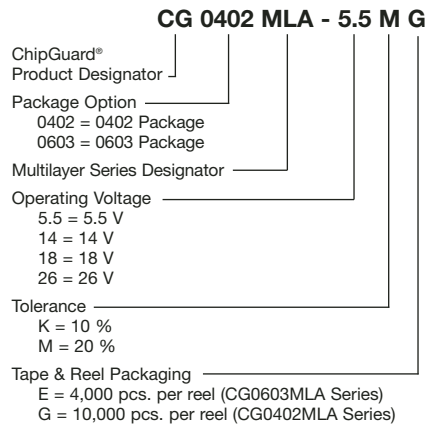 CG 0402 MLA - 5.5 M G
ChipGuard®
Product Designator
Package Option
0402 = 0402 Package
0603 = 0603 Package
Multilayer Series Designator
Operating Voltage
5.5 = 5.5 V
14 = 14 V
18 = 18 V
26 = 26 V
Tolerance
K = 10 %
M = 20 %
Tape & Reel Packaging
E = 4,000 pcs. per reel (CG0603MLA Series)
G = 10,000 pcs. per reel (CG0402MLA Series)